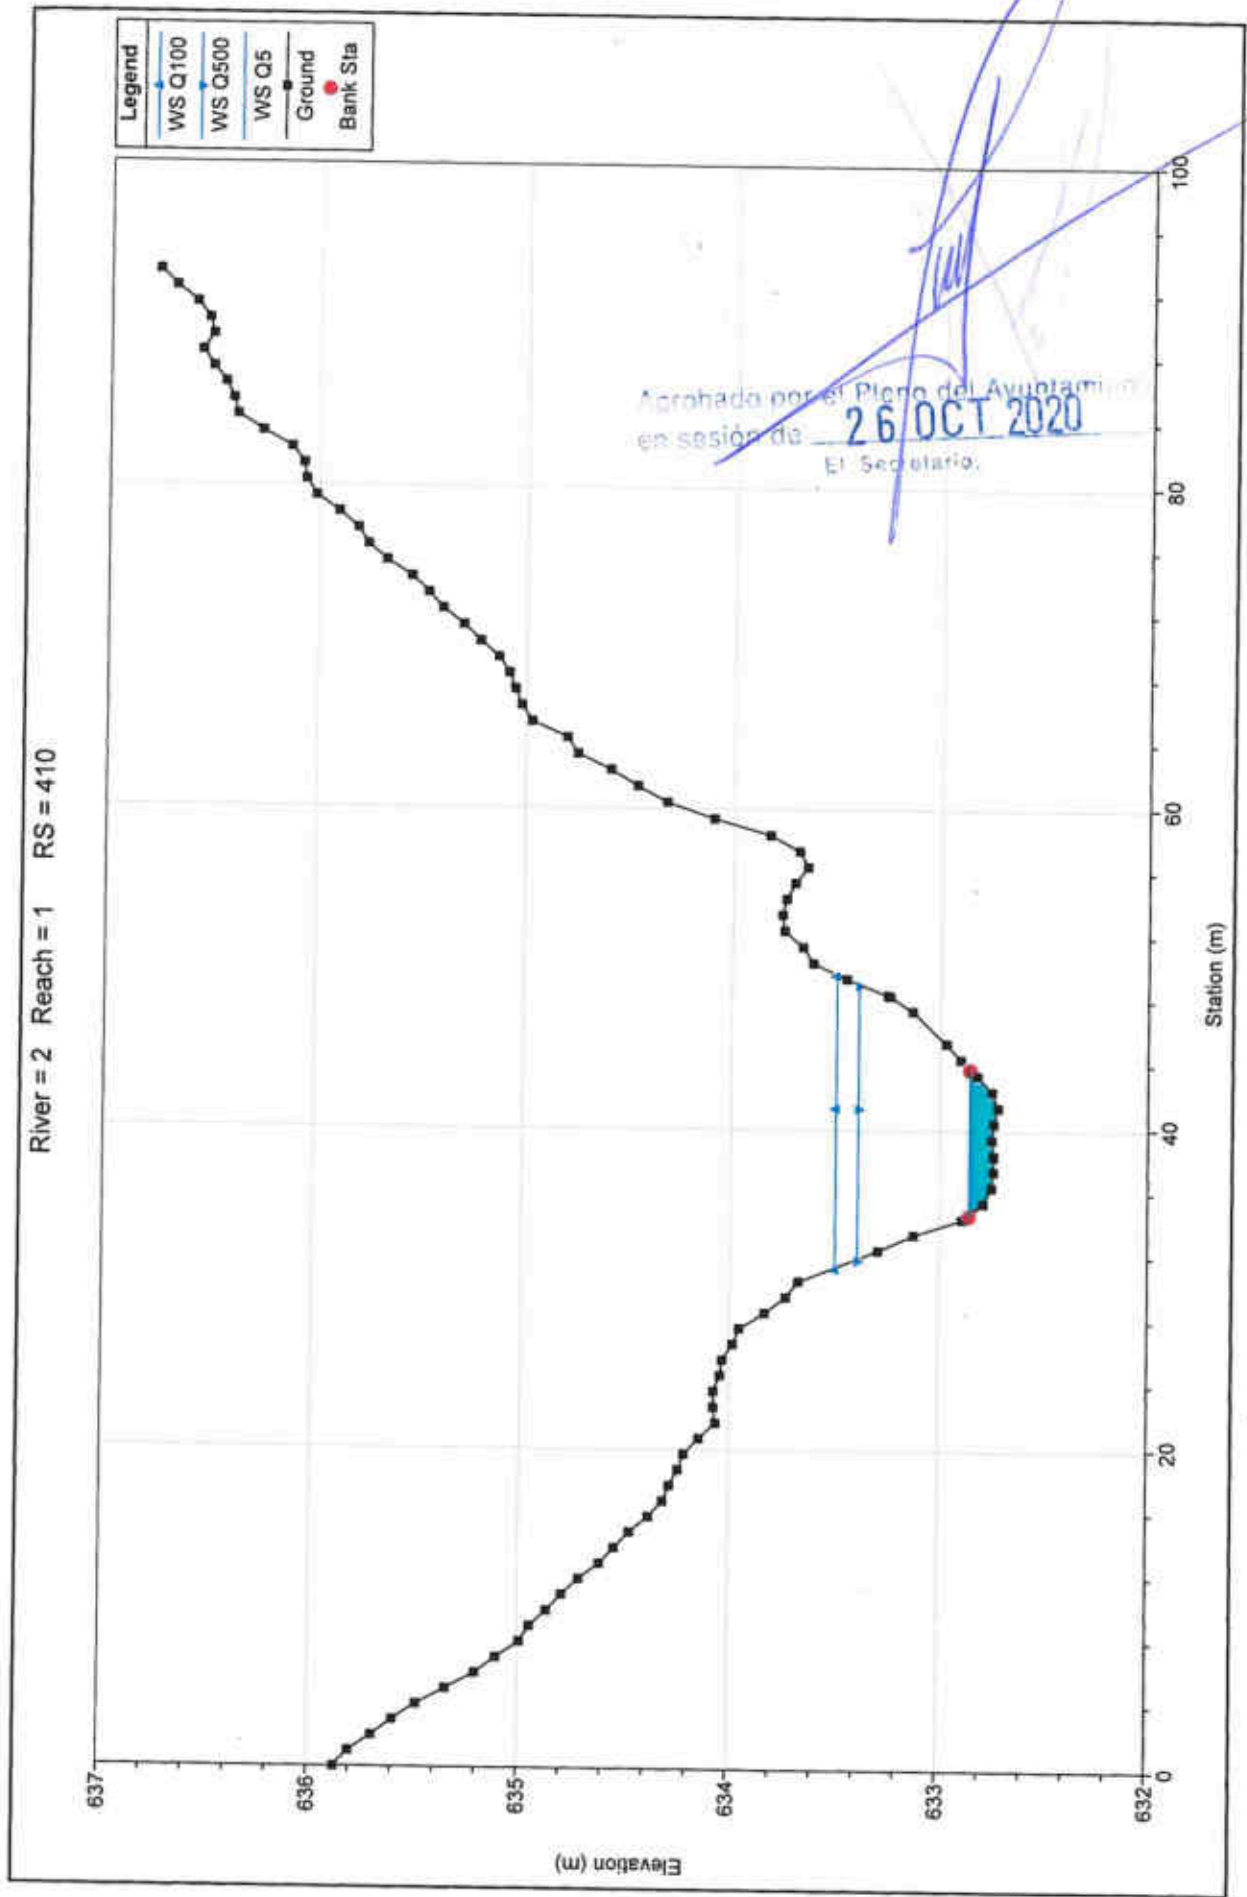 River = 2 Reach = 1 RS = 410
Legend
WS Q100
WS Q500
WS Q5
Ground
Bank Sta
Elevation (m)
637
636
635
634
633
632
0
20
40
60
80
100
Station (m)
Aprobado por el Pleno del
en sesión de 26 OCT 2020
El Secretario,